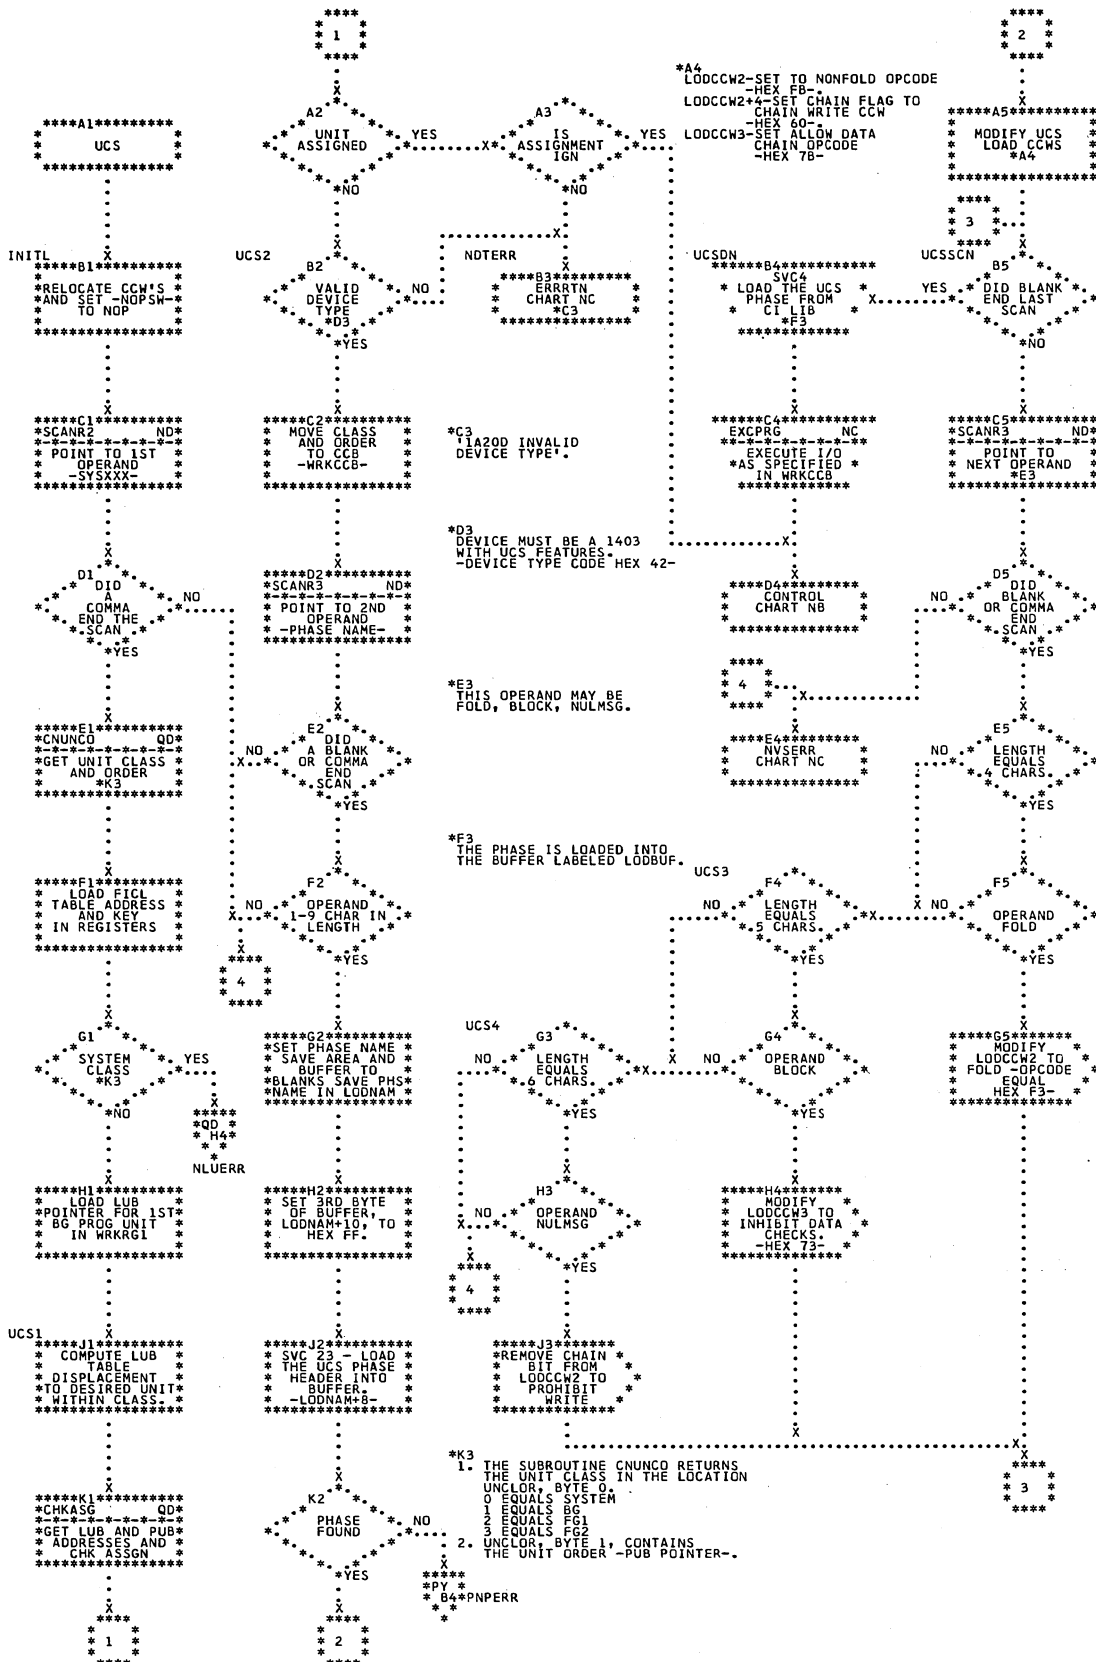 1
2
*A4
LODCCW2-SET TO NONFOLD OPCODE
-HEX FB-.
LODCCW2+4-SET CHAIN FLAG TO
CHAIN WRITE CCW
-HEX 60-.
LODCCW3-SET ALLOW DATA
CHAIN OPCODE
-HEX 7B-
A1
UCS
A2
UNIT
ASSIGNED
YES
NO
A3
IS
ASSIGNMENT
IGN
YES
NO
A5
MODIFY UCS
LOAD CCWS
*A4
3
INITL
B1
RELOCATE CCW'S
AND SET -NOPSW-
TO NOP
UCS2
B2
VALID
DEVICE
TYPE
*D3
NO
YES
NDTERR
B3
ERRRTN
CHART NC
*C3
UCSDN
B4
SVC4
LOAD THE UCS
PHASE FROM
CI LIB
*F3
UCSSCN
B5
YES
DID BLANK
END LAST
SCAN
NO
C1
SCANR2 ND
POINT TO 1ST
OPERAND
-SYSXXX-
C2
MOVE CLASS
AND ORDER
TO CCB
-WRKCCB-
*C3
'1A20D INVALID
DEVICE TYPE'.
C4
EXCPRG NC
EXECUTE I/O
AS SPECIFIED
IN WRKCCB
C5
SCANR3 ND
POINT TO
NEXT OPERAND
*E3
D1
DID
A
COMMA
END THE
SCAN
NO
YES
D2
SCANR3 ND
POINT TO 2ND
OPERAND
-PHASE NAME-
*D3
DEVICE MUST BE A 1403
WITH UCS FEATURES.
-DEVICE TYPE CODE HEX 42-
D4
CONTROL
CHART NB
D5
NO
DID
BLANK
OR COMMA
END
SCAN
YES
4
E1
CNUNCO QD
GET UNIT CLASS
AND ORDER
*K3
E2
NO
DID
A BLANK
OR COMMA
END
SCAN
YES
*E3
THIS OPERAND MAY BE
FOLD, BLOCK, NULMSG.
E4
NVSERR
CHART NC
E5
NO
LENGTH
EQUALS
4 CHARS.
YES
F1
LOAD FICL
TABLE ADDRESS
AND KEY
IN REGISTERS
F2
NO
OPERAND
1-9 CHAR IN
LENGTH
YES
4
*F3
THE PHASE IS LOADED INTO
THE BUFFER LABELED LODBUF.
UCS3
F4
NO
LENGTH
EQUALS
5 CHARS.
YES
F5
NO
OPERAND
FOLD
YES
G1
SYSTEM
CLASS
*K3
YES
NO
QD
H4
NLUERR
G2
SET PHASE NAME
SAVE AREA AND
BUFFER TO
BLANKS SAVE PHS
NAME IN LODNAM
UCS4
G3
NO
LENGTH
EQUALS
6 CHARS.
YES
G4
NO
OPERAND
BLOCK
YES
G5
MODIFY
LODCCW2 TO
FOLD -OPCODE
EQUAL
HEX F3-
H1
LOAD LUB
POINTER FOR 1ST
BG PROG UNIT
IN WRKRG1
H2
SET 3RD BYTE
OF BUFFER,
LODNAM+10, TO
HEX FF.
H3
NO
OPERAND
NULMSG
YES
4
H4
MODIFY
LODCCW3 TO
INHIBIT DATA
CHECKS.
-HEX 73-
UCS1
J1
COMPUTE LUB
TABLE
DISPLACEMENT
TO DESIRED UNIT
WITHIN CLASS.
J2
SVC 23 - LOAD
THE UCS PHASE
HEADER INTO
BUFFER.
-LODNAM+8-
J3
REMOVE CHAIN
BIT FROM
LODCCW2 TO
PROHIBIT
WRITE
3
K1
CHKASG QD
GET LUB AND PUB
ADDRESSES AND
CHK ASSGN
K2
PHASE
FOUND
NO
YES
PY
B4 PNPERR
*K3
1. THE SUBROUTINE CNUNCO RETURNS
THE UNIT CLASS IN THE LOCATION
UNCLOR, BYTE 0.
0 EQUALS SYSTEM
1 EQUALS BG
2 EQUALS FG1
3 EQUALS FG2
2. UNCLOR, BYTE 1, CONTAINS
THE UNIT ORDER -PUB POINTER-.
1
2